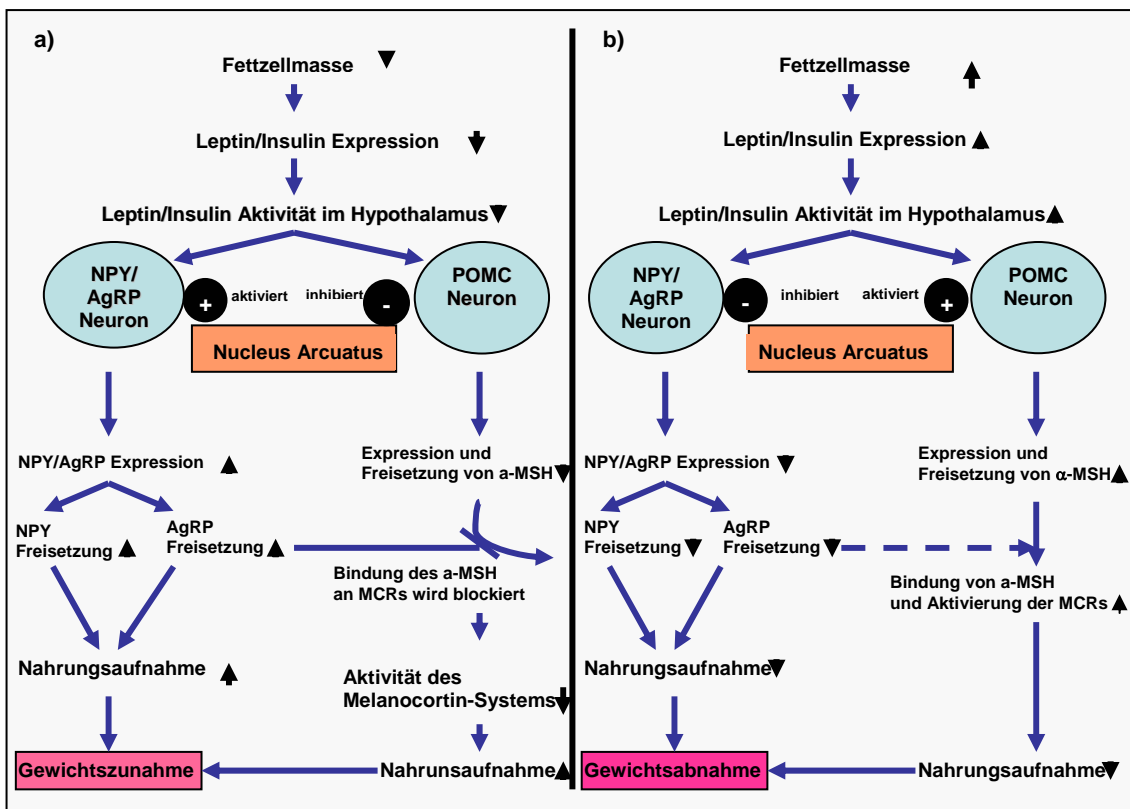 a)
Fettzellmasse
Leptin/Insulin Expression
Leptin/Insulin Aktivität im Hypothalamus
NPY/
AgRP
Neuron
+
aktiviert
inhibiert
-
POMC
Neuron
Nucleus Arcuatus
NPY/AgRP Expression
Expression und
Freisetzung von a-MSH
NPY
Freisetzung
AgRP
Freisetzung
Bindung des a-MSH
an MCRs wird blockiert
Nahrungsaufnahme
Aktivität des
Melanocortin-Systems
Gewichtszunahme
Nahrunsaufnahme
b)
Fettzellmasse
Leptin/Insulin Expression
Leptin/Insulin Aktivität im Hypothalamus
NPY/
AgRP
Neuron
-
inhibiert
aktiviert
+
POMC
Neuron
Nucleus Arcuatus
NPY/AgRP Expression
Expression und
Freisetzung von α-MSH
NPY
Freisetzung
AgRP
Freisetzung
Bindung von a-MSH
und Aktivierung der MCRs
Nahrungsaufnahme
Gewichtsabnahme
Nahrungsaufnahme